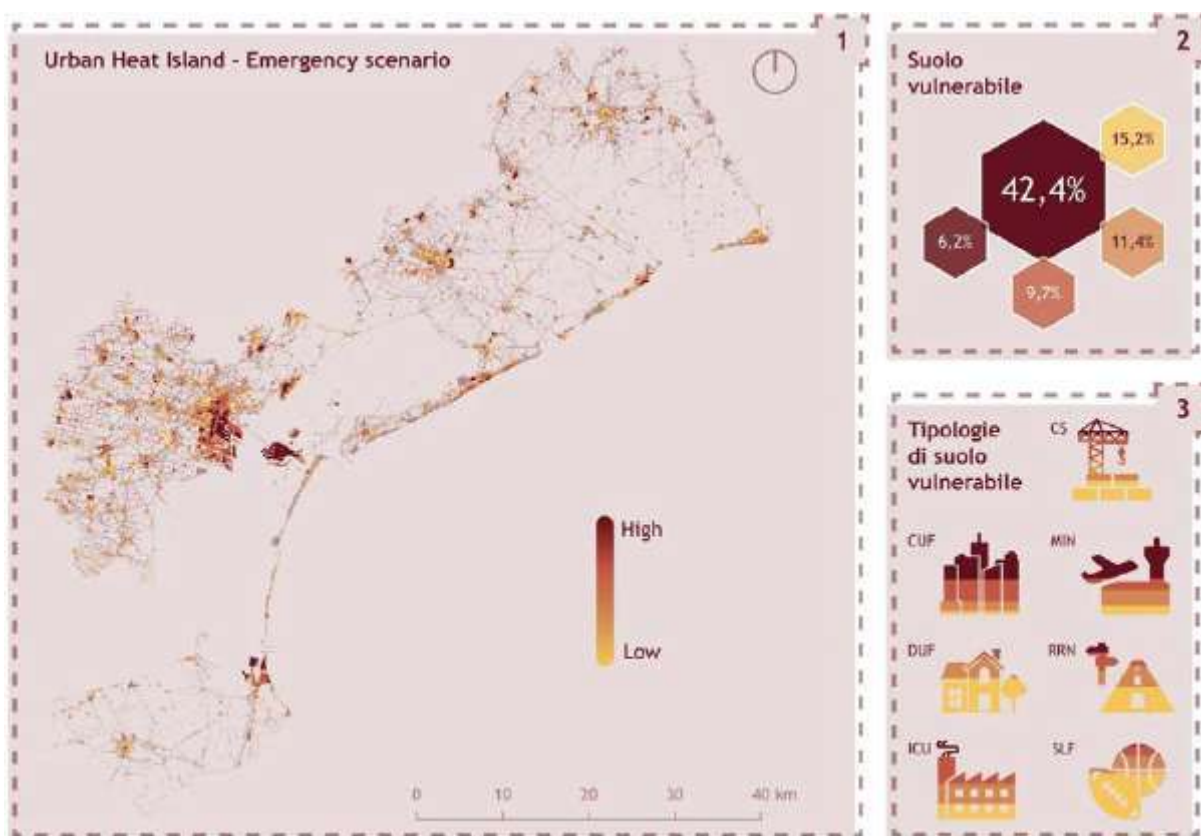 1
Urban Heat Island - Emergency scenario
High
Low
0 10 20 30 40 km
2
Suolo
vulnerabile
15,2%
42,4%
6,2%
11,4%
9,7%
3
Tipologie
di suolo
vulnerabile
CS
CUF
MIN
DUF
RRN
ICU
SLF